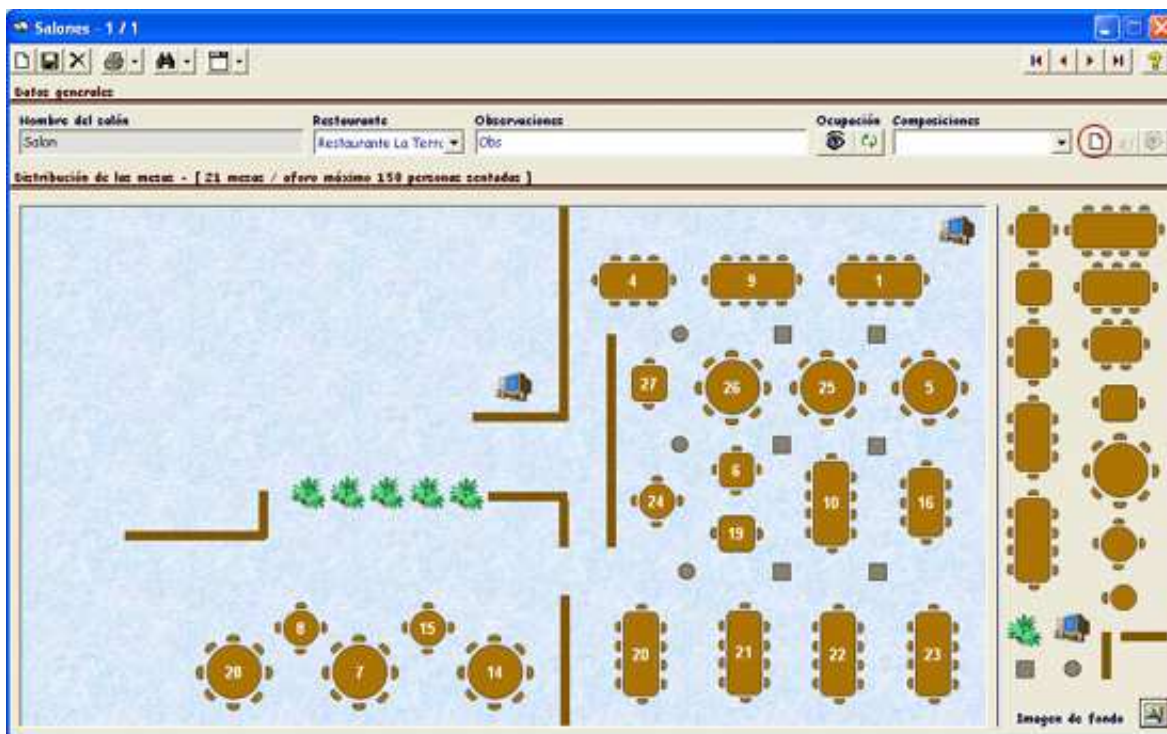 Salones - 1 / 1
Datos generales
Nombre del salón Restaurante Observaciones Ocupación Composiciones
Salon Restaurante La Terr Obs
Distribución de las mesas - [ 21 mesas / aforo máximo 150 personas sentadas ]
4 9 1
27 26 25 5
6
24 10 16
19
8 15
28 7 14
20 21 22 23
Imagen de fondo